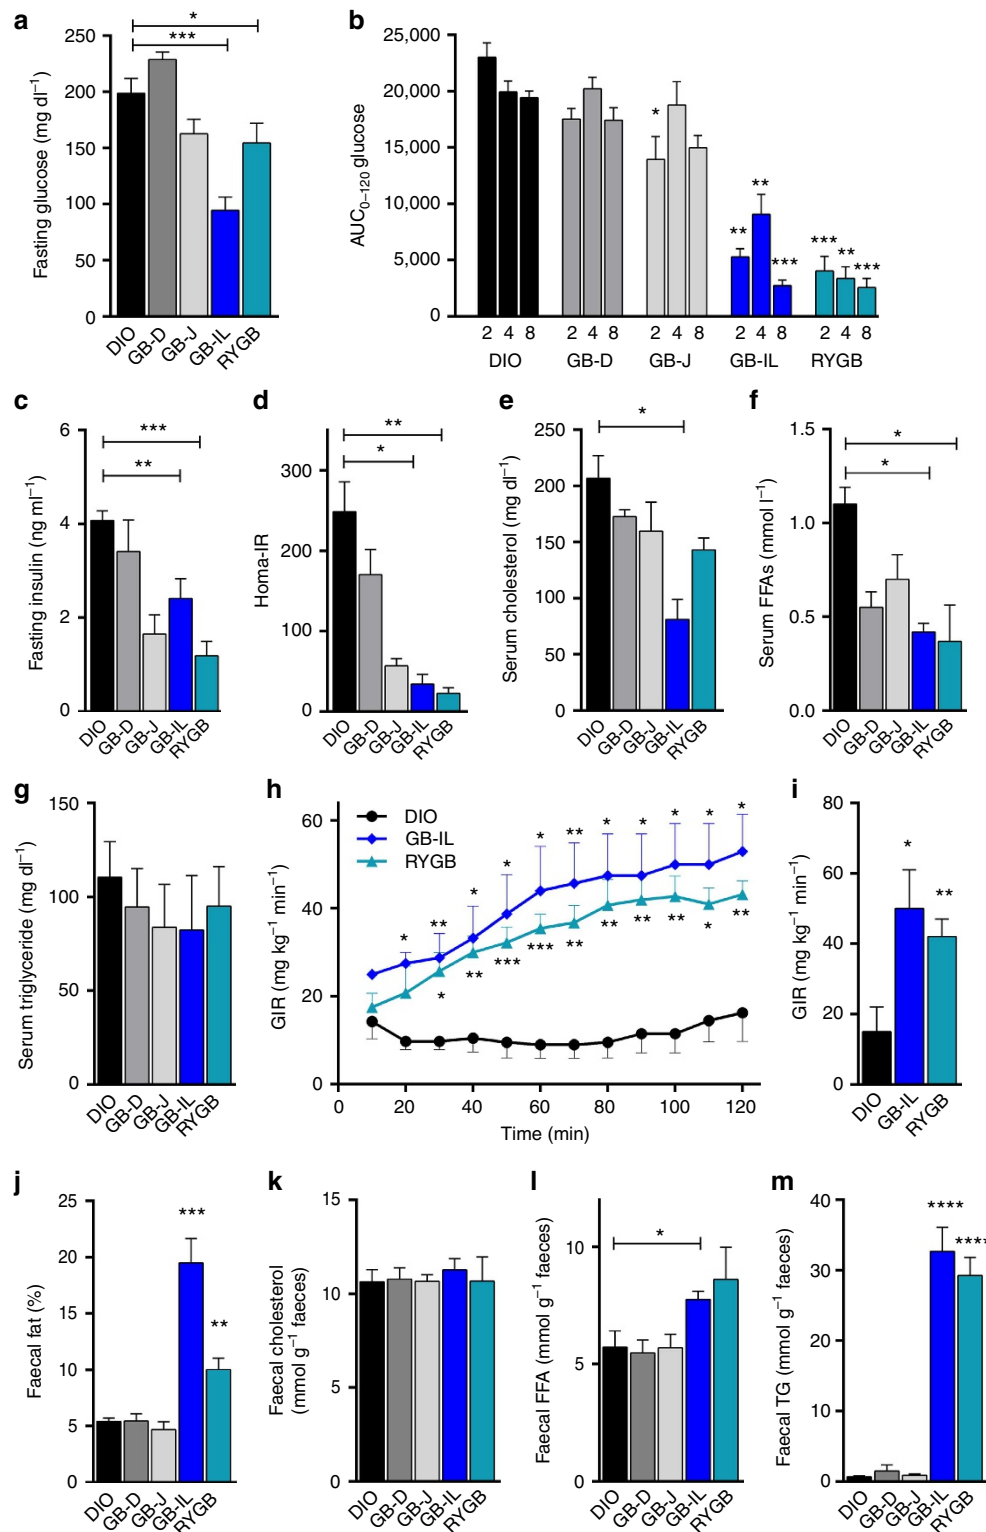 a
*
***
250
200
150
100
50
0
Fasting glucose (mg dl⁻¹)
DIO
GB-D
GB-J
GB-IL
RYGB
b
25,000
20,000
15,000
10,000
5,000
0
AUC₀₋₁₂₀ glucose
*
**
**
***
***
**
***
2 4 8 2 4 8 2 4 8 2 4 8 2 4 8
DIO GB-D GB-J GB-IL RYGB
c
6
4
2
0
Fasting insulin (ng ml⁻¹)
***
**
DIO
GB-D
GB-J
GB-IL
RYGB
d
300
200
100
0
Homa-IR
**
*
DIO
GB-D
GB-J
GB-IL
RYGB
e
250
200
150
100
50
0
Serum cholesterol (mg dl⁻¹)
*
DIO
GB-D
GB-J
GB-IL
RYGB
f
1.5
1.0
0.5
0.0
Serum FFAs (mmol l⁻¹)
*
*
DIO
GB-D
GB-J
GB-IL
RYGB
g
150
100
50
0
Serum triglyceride (mg dl⁻¹)
DIO
GB-D
GB-J
GB-IL
RYGB
h
DIO
GB-IL
RYGB
60
40
20
0
GIR (mg kg⁻¹ min⁻¹)
* ** * * * ** * * * * *
* ** *** *** ** ** ** ** * **
0 20 40 60 80 100 120
Time (min)
i
80
60
40
20
0
GIR (mg kg⁻¹ min⁻¹)
*
**
DIO
GB-IL
RYGB
j
25
20
15
10
5
0
Faecal fat (%)
***
**
DIO
GB-D
GB-J
GB-IL
RYGB
k
15
10
5
0
Faecal cholesterol
(mmol g⁻¹ faeces)
DIO
GB-D
GB-J
GB-IL
RYGB
l
10
5
0
Faecal FFA (mmol g⁻¹ faeces)
*
DIO
GB-D
GB-J
GB-IL
RYGB
m
40
30
20
10
0
Faecal TG (mmol g⁻¹ faeces)
****
****
DIO
GB-D
GB-J
GB-IL
RYGB